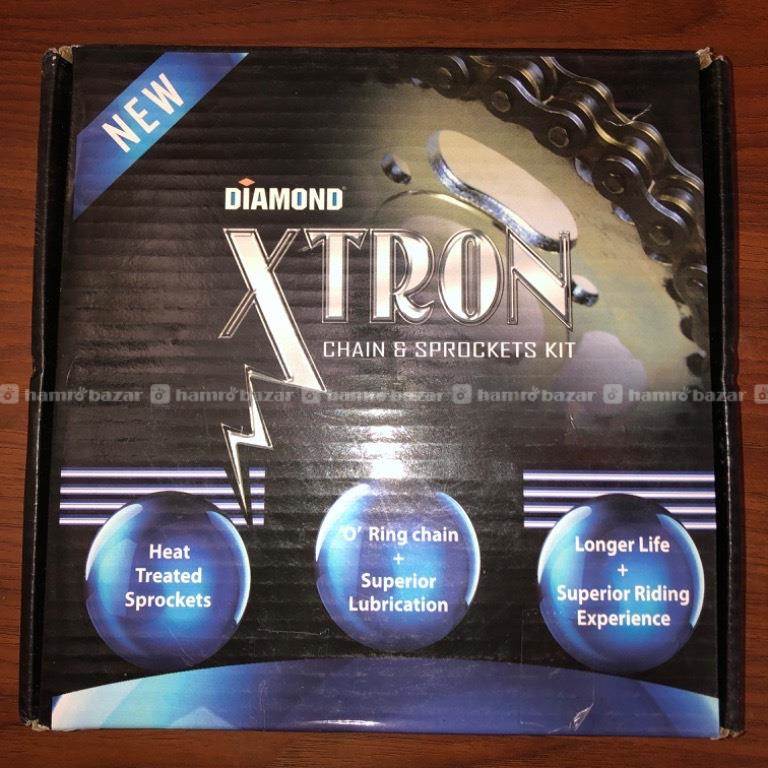 NEW
DIAMOND
XTRON
CHAIN & SPROCKETS KIT
hamrobazar hamrobazar hamrobazar hamrobazar hamrobazar
Heat
Treated
Sprockets
'O' Ring chain
+
Superior
Lubrication
Longer Life
+
Superior Riding
Experience